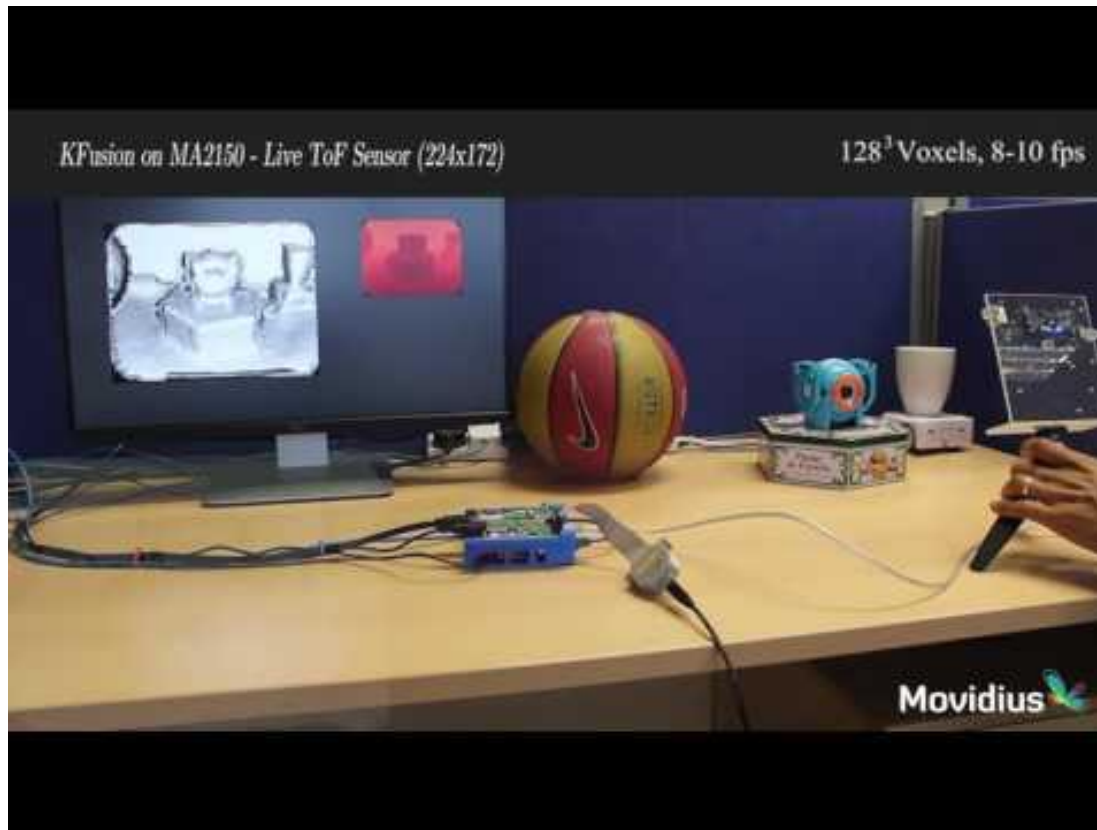 KFusion on MA2150 - Live ToF Sensor (224x172)
128³ Voxels, 8-10 fps
Movidius